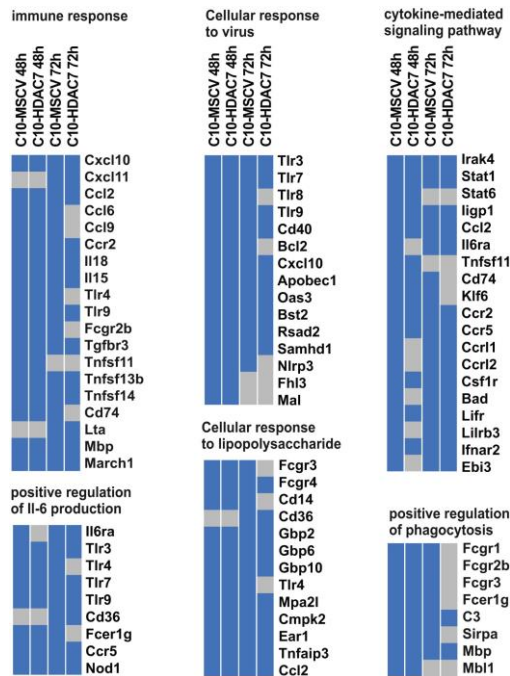 immune response
C10-MSCV 48h
C10-HDAC7 48h
C10-MSCV 72h
C10-HDAC7 72h
Cxcl10
Cxcl11
Ccl2
Ccl6
Ccl9
Ccr2
Il18
Il15
Tlr4
Tlr9
Fcgr2b
Tgfbr3
Tnfsf11
Tnfsf13b
Tnfsf14
Cd74
Lta
Mbp
March1
positive regulation
of Il-6 production
Il6ra
Tlr3
Tlr4
Tlr7
Tlr9
Cd36
Fcer1g
Ccr5
Nod1
Cellular response
to virus
C10-MSCV 48h
C10-HDAC7 48h
C10-MSCV 72h
C10-HDAC7 72h
Tlr3
Tlr7
Tlr8
Tlr9
Cd40
Bcl2
Cxcl10
Apobec1
Oas3
Bst2
Rsad2
Samhd1
Nlrp3
Fhl3
Mal
Cellular response
to lipopolysaccharide
Fcgr3
Fcgr4
Cd14
Cd36
Gbp2
Gbp6
Gbp10
Tlr4
Mpa2l
Cmpk2
Ear1
Tnfaip3
Ccl2
cytokine-mediated
signaling pathway
C10-MSCV 48h
C10-HDAC7 48h
C10-MSCV 72h
C10-HDAC7 72h
Irak4
Stat1
Stat6
Iigp1
Ccl2
Il6ra
Tnfsf11
Cd74
Klf6
Ccr2
Ccr5
Ccrl1
Ccrl2
Csf1r
Bad
Lifr
Lilrb3
Ifnar2
Ebi3
positive regulation
of phagocytosis
Fcgr1
Fcgr2b
Fcgr3
Fcer1g
C3
Sirpa
Mbp
Mbl1